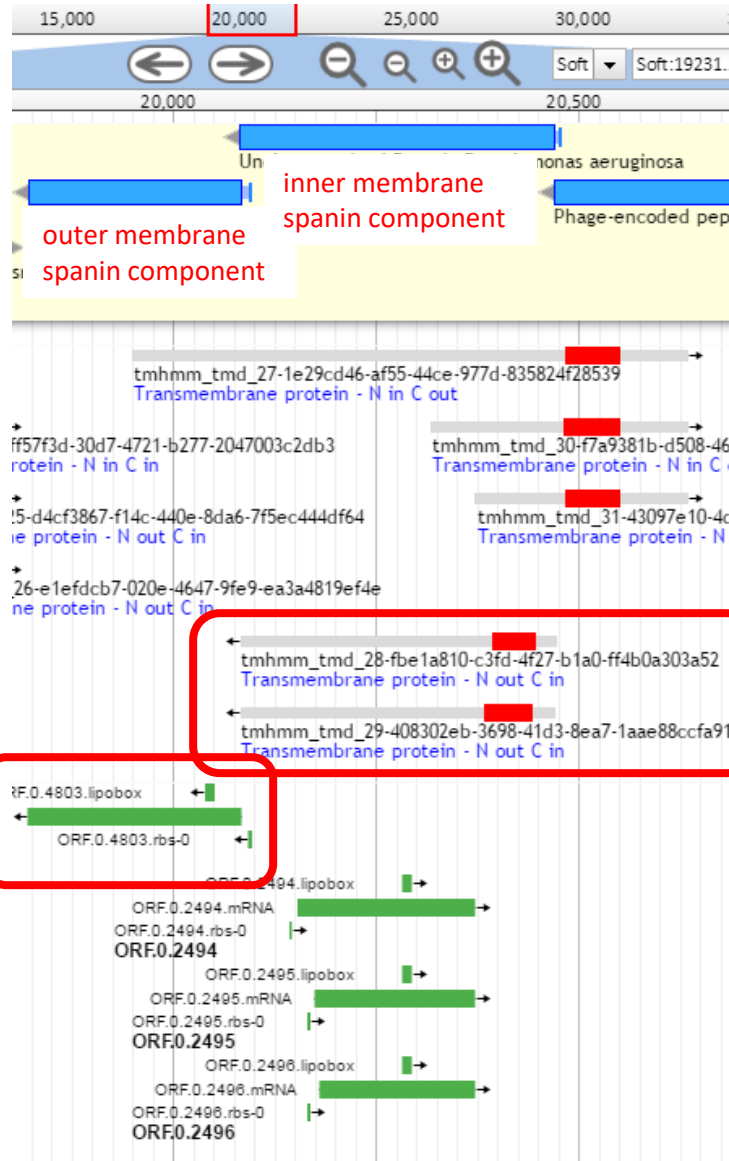 15,000 20,000 25,000 30,000
Soft Soft:19231..
20,000 20,500
inner membrane
spanin component
aeruginosa
outer membrane
spanin component
Phage-encoded pep
tmhmm_tmd_27-1e29cd46-af55-44ce-977d-835824f28539
Transmembrane protein - N in C out
ff57f3d-30d7-4721-b277-2047003c2db3
rotein - N in C in
tmhmm_tmd_30-f7a9381b-d508-46
Transmembrane protein - N in C
25-d4cf3867-f14c-440e-8da6-7f5ec444df64
ne protein - N out C in
tmhmm_tmd_31-43097e10-4c
Transmembrane protein - N
26-e1efdcb7-020e-4647-9fe9-ea3a4819ef4e
ne protein - N out C in
tmhmm_tmd_28-fbe1a810-c3fd-4f27-b1a0-ff4b0a303a52
Transmembrane protein - N out C in
tmhmm_tmd_29-408302eb-3698-41d3-8ea7-1aae88ccfa91
Transmembrane protein - N out C in
RF.0.4803.lipobox
ORF.0.4803.rbs-0
ORF.0.2494.lipobox
ORF.0.2494.mRNA
ORF.0.2494.rbs-0
ORF.0.2494
ORF.0.2495.lipobox
ORF.0.2495.mRNA
ORF.0.2495.rbs-0
ORF.0.2495
ORF.0.2496.lipobox
ORF.0.2496.mRNA
ORF.0.2496.rbs-0
ORF.0.2496